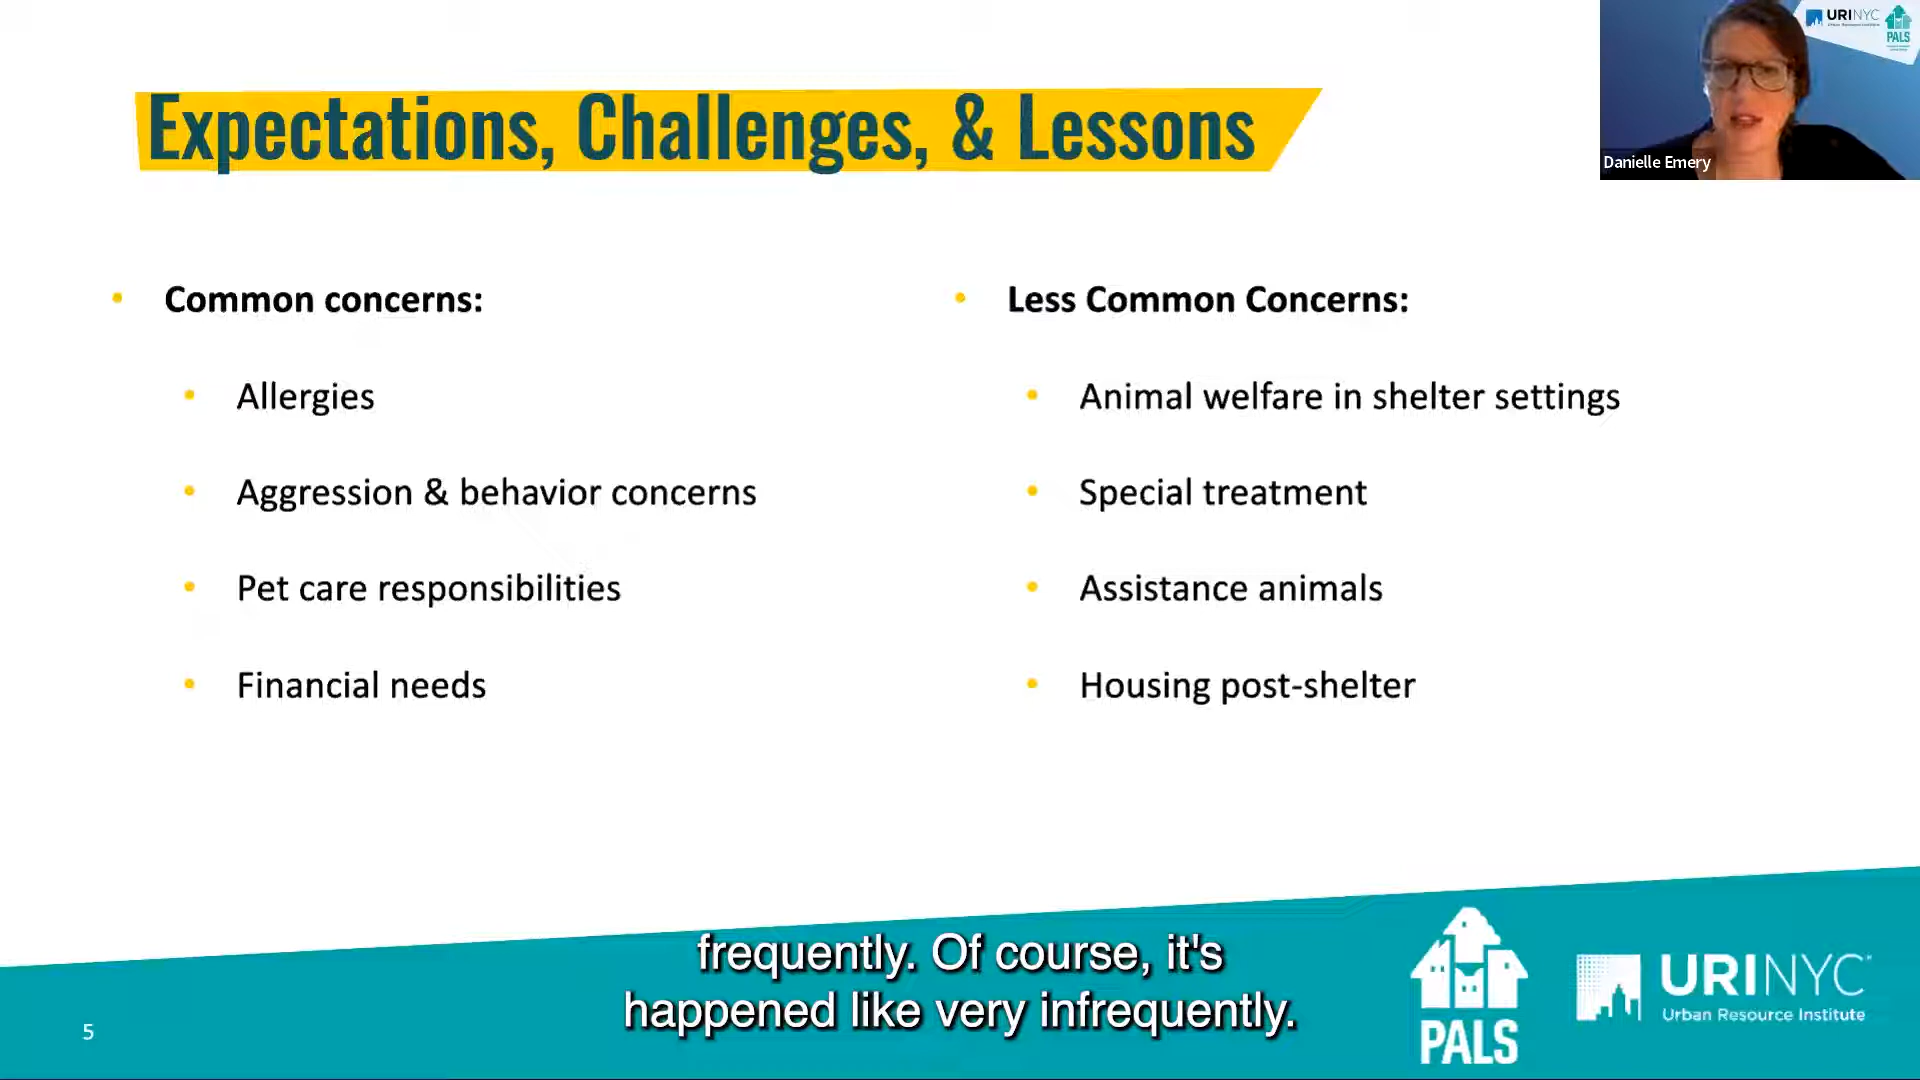 URINYC
PALS
Danielle Emery
Expectations, Challenges, & Lessons
• Common concerns:
• Allergies
• Aggression & behavior concerns
• Pet care responsibilities
• Financial needs
• Less Common Concerns:
• Animal welfare in shelter settings
• Special treatment
• Assistance animals
• Housing post-shelter
frequently. Of course, it's
happened like very infrequently.
5
PALS
URINYC
Urban Resource Institute